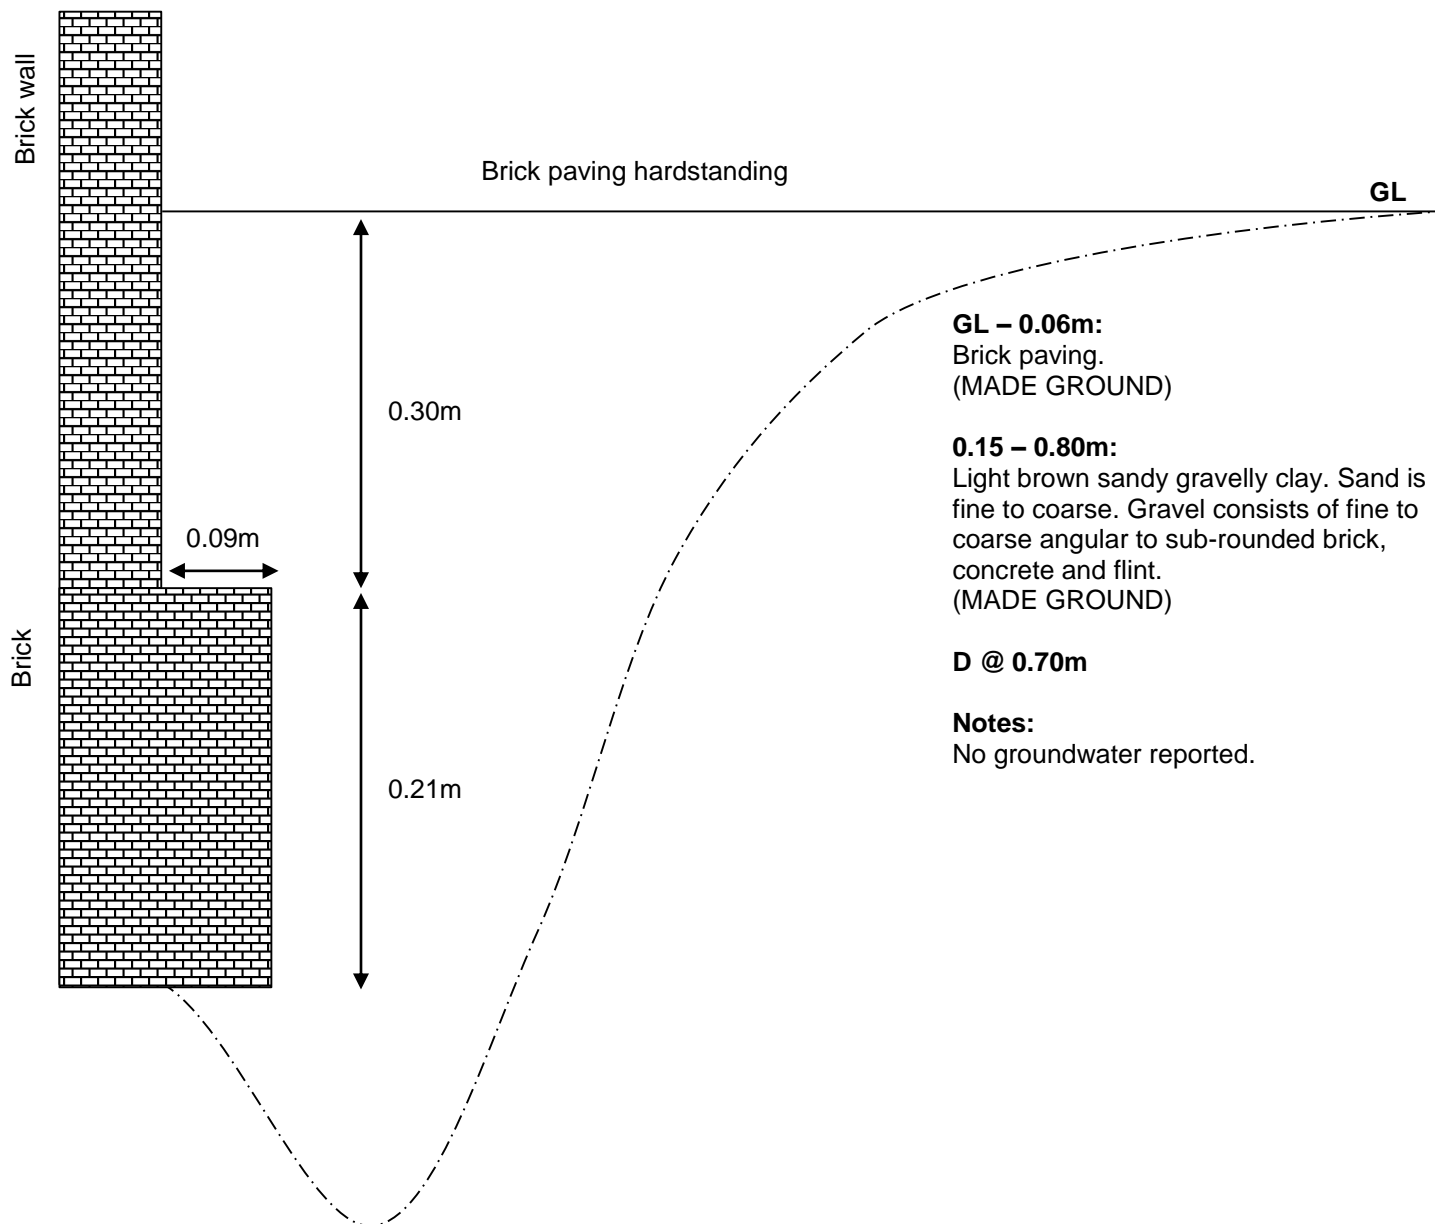 Brick wall
Brick paving hardstanding
GL
0.30m
0.09m
Brick
0.21m
GL – 0.06m:
Brick paving.
(MADE GROUND)
0.15 – 0.80m:
Light brown sandy gravelly clay. Sand is
fine to coarse. Gravel consists of fine to
coarse angular to sub-rounded brick,
concrete and flint.
(MADE GROUND)
D @ 0.70m
Notes:
No groundwater reported.